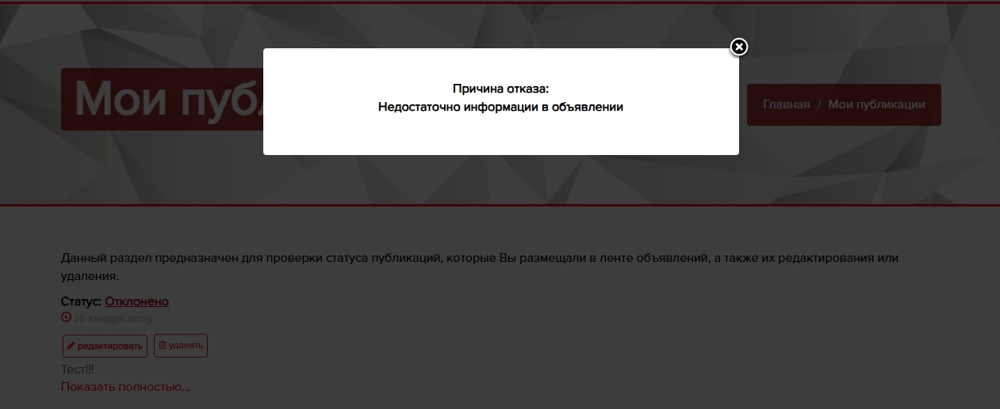 Причина отказа:
Недостаточно информации в объявлении
Мои
Главная / Мои публикации
Данный раздел предназначен для проверки статуса публикаций, которые Вы размещали в ленте объявлений, а также их редактирования или
удаления.
Статус: Отклонено
16 января 2025
редактировать удалить
Тест!!!
Показать полностью...